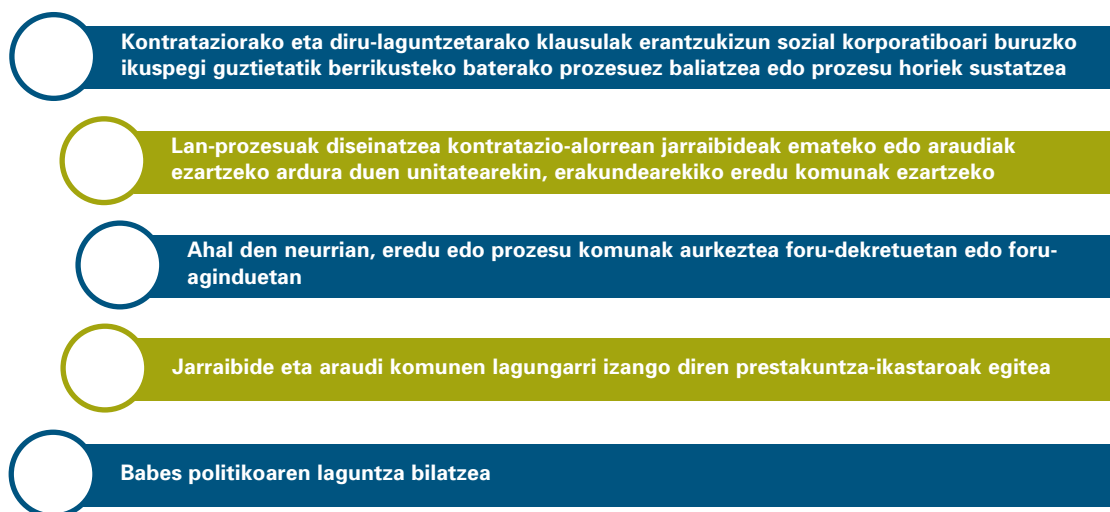 Kontrataziorako eta diru-laguntzetarako klausulak erantzukizun sozial korporatiboari buruzko
ikuspegi guztietatik berrikusteko baterako prozesuez baliatzea edo prozesu horiek sustatzea
Lan-prozesuak diseinatzea kontratazio-alorrean jarraibideak emateko edo araudiak
ezartzeko ardura duen unitatearekin, erakundearekiko eredu komunak ezartzeko
Ahal den neurrian, eredu edo prozesu komunak aurkeztea foru-dekretuetan edo foru-
aginduetan
Jarraibide eta araudi komunen lagungarri izango diren prestakuntza-ikastaroak egitea
Babes politikoaren laguntza bilatzea